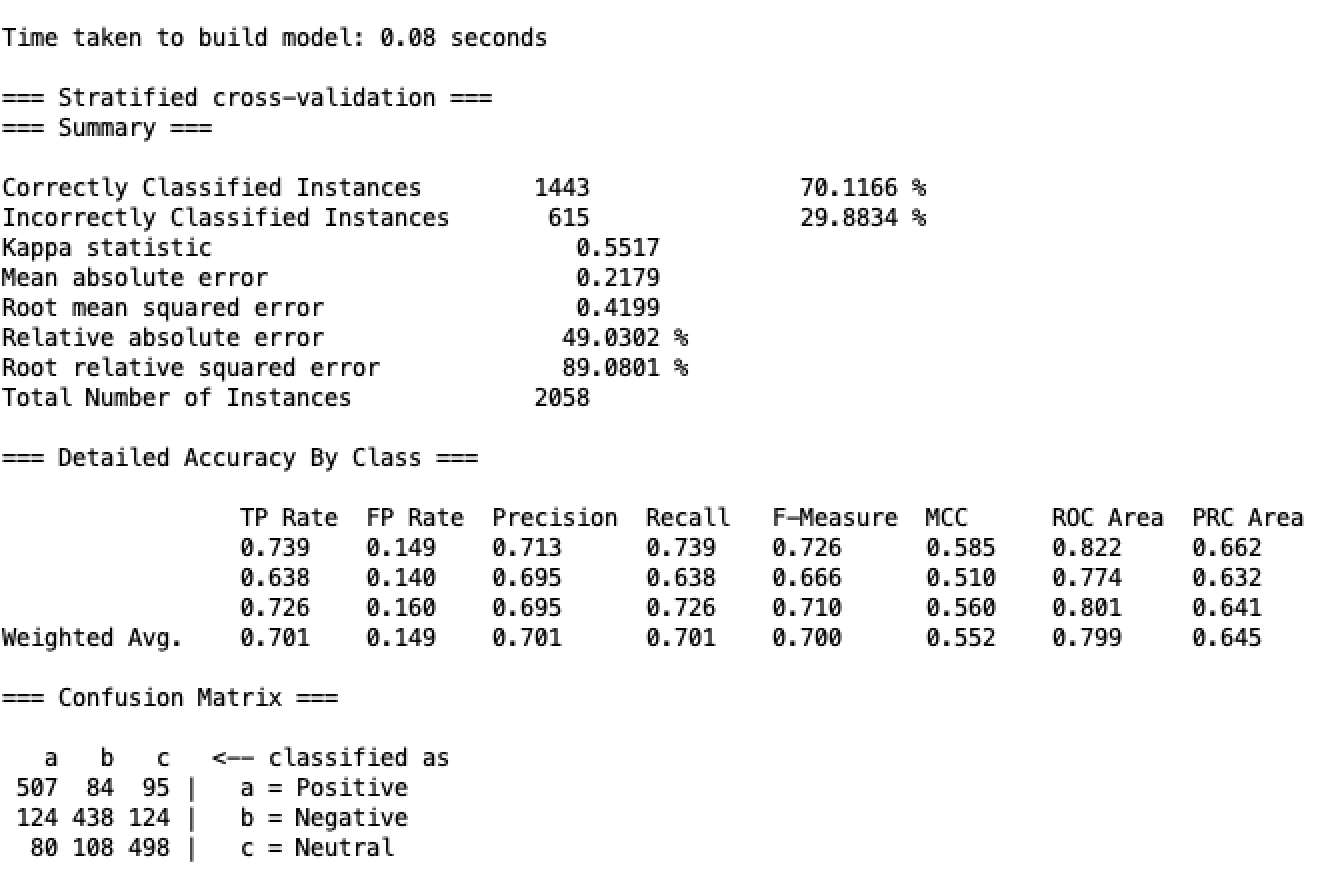 Time taken to build model: 0.08 seconds
=== Stratified cross-validation ===
=== Summary ===
Correctly Classified Instances        1443               70.1166 %
Incorrectly Classified Instances       615               29.8834 %
Kappa statistic                          0.5517
Mean absolute error                      0.2179
Root mean squared error                  0.4199
Relative absolute error                 49.0302 %
Root relative squared error             89.0801 %
Total Number of Instances             2058
=== Detailed Accuracy By Class ===
                 TP Rate  FP Rate  Precision  Recall   F-Measure  MCC      ROC Area  PRC Area
                 0.739    0.149    0.713      0.739    0.726      0.585    0.822     0.662
                 0.638    0.140    0.695      0.638    0.666      0.510    0.774     0.632
                 0.726    0.160    0.695      0.726    0.710      0.560    0.801     0.641
Weighted Avg.    0.701    0.149    0.701      0.701    0.700      0.552    0.799     0.645
=== Confusion Matrix ===
   a   b   c   <-- classified as
 507  84  95 |   a = Positive
 124 438 124 |   b = Negative
  80 108 498 |   c = Neutral